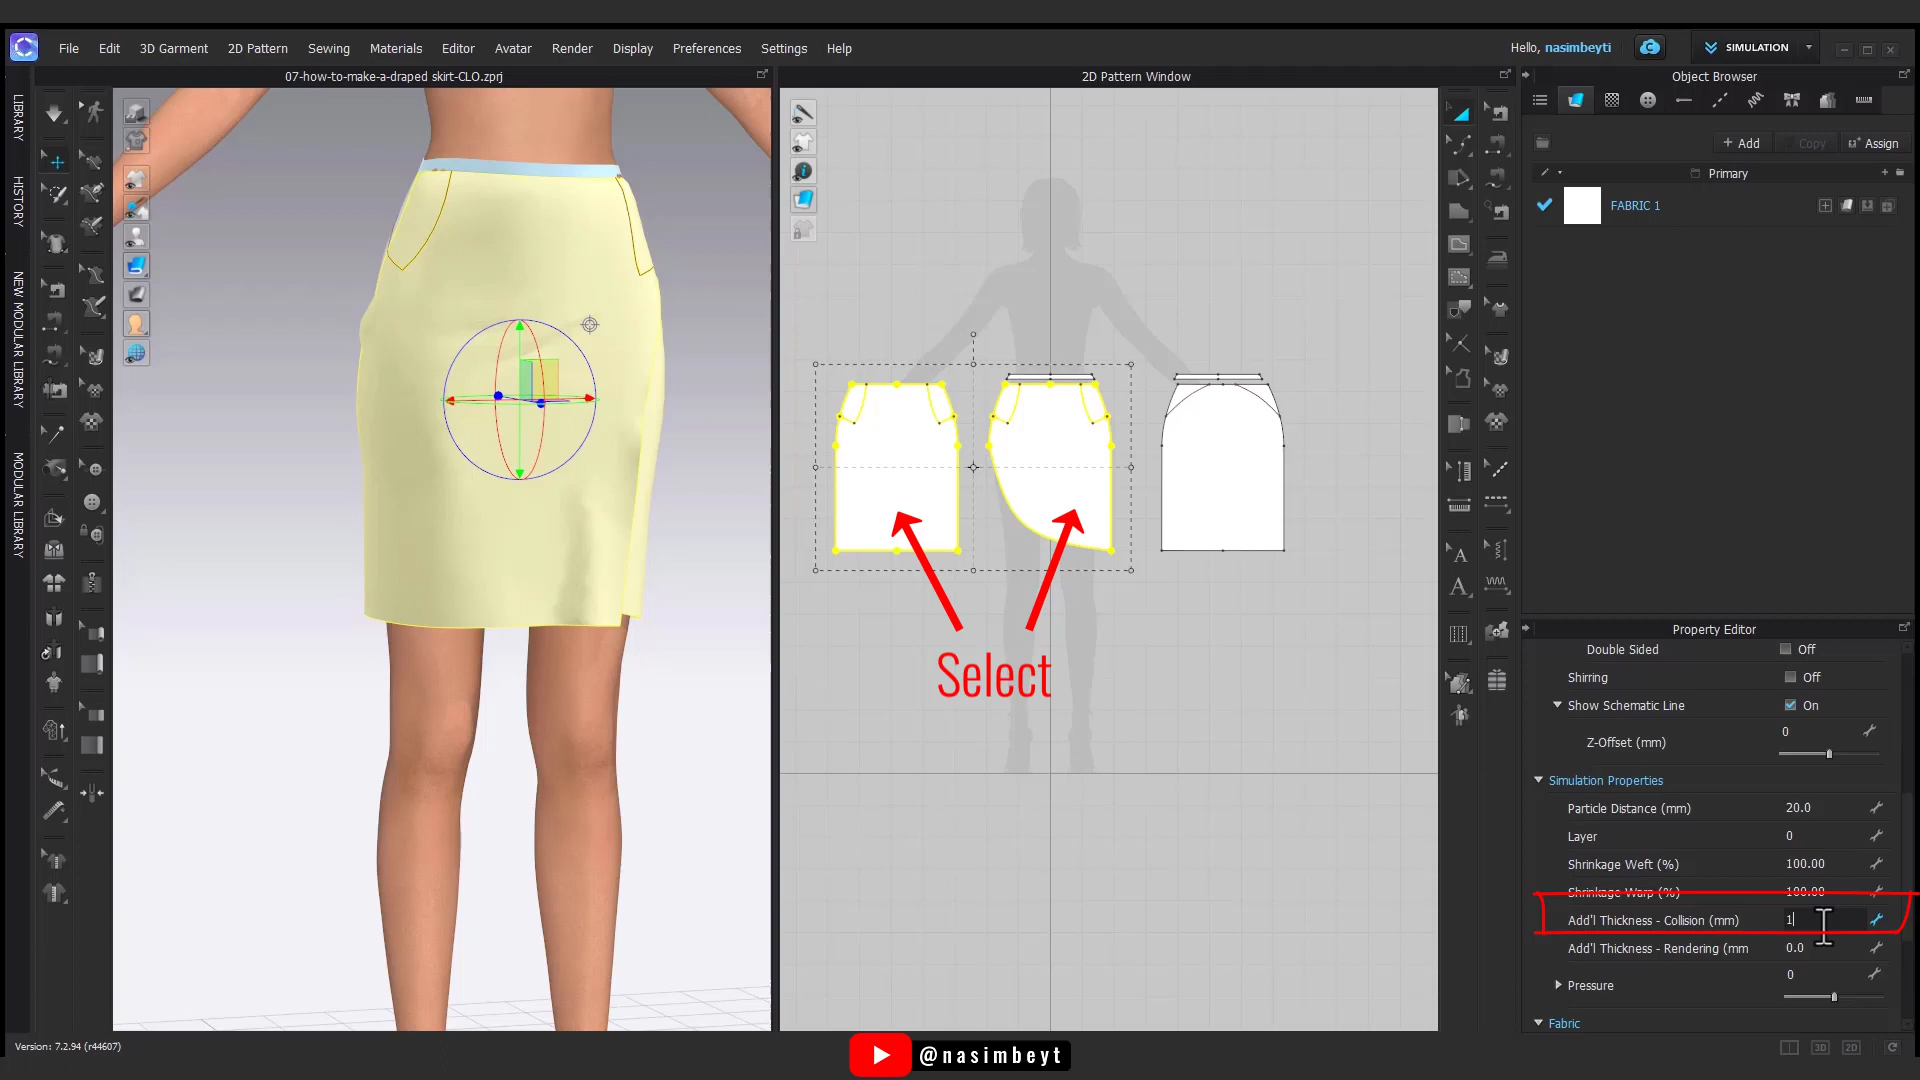 File Edit 3D Garment 2D Pattern Sewing Materials Editor Avatar Render Display Preferences Settings Help
Hello, nasimbeyti
SIMULATION
07-how-to-make-a-draped skirt-CLO.zprj
2D Pattern Window
Object Browser
LIBRARY
HISTORY
NEW MODULAR LIBRARY
MODULAR LIBRARY
+ Add Copy Assign
Primary
FABRIC 1
Select
A
A
Property Editor
Double Sided Off
Shirring Off
Show Schematic Line On
Z-Offset (mm) 0
Simulation Properties
Particle Distance (mm) 20.0
Layer 0
Shrinkage Weft (%) 100.00
Shrinkage Warp (%) 100.00
Add'l Thickness - Collision (mm) 1
Add'l Thickness - Rendering (mm 0.0
Pressure 0
Fabric
Version: 7.2.94 (r44607)
@nasimbeyt
3D 2D